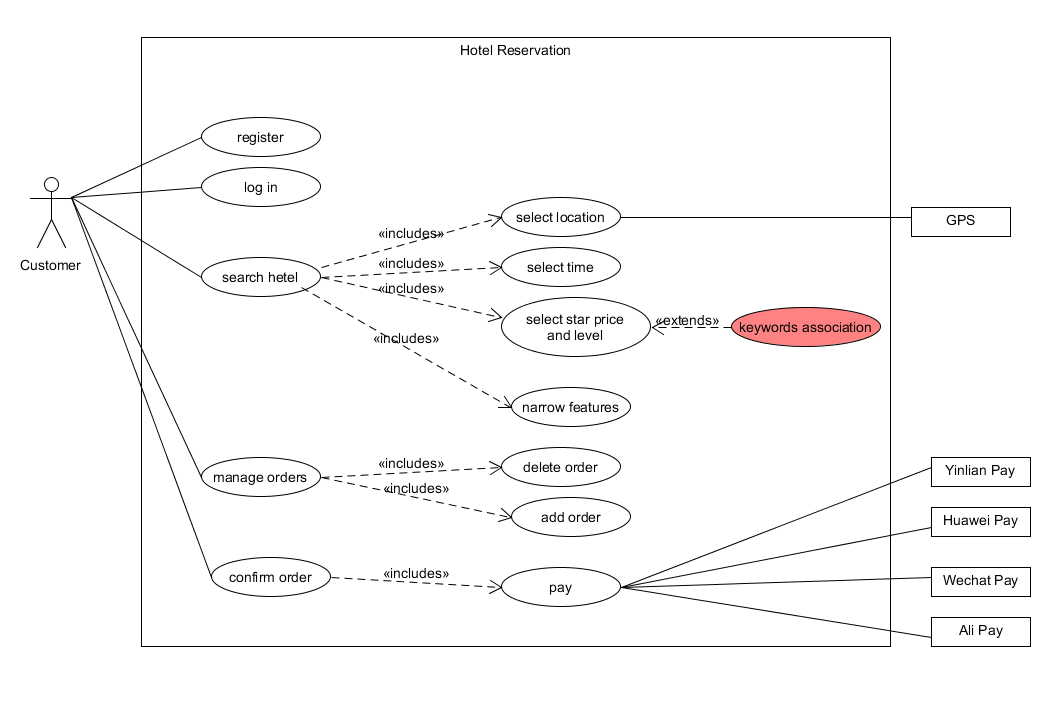 Hotel Reservation
register
log in
Customer
search hetel
«includes»
select location
GPS
«includes»
select time
«includes»
select star price
and level
«extends»
keywords association
«includes»
narrow features
manage orders
«includes»
delete order
«includes»
add order
confirm order
«includes»
pay
Yinlian Pay
Huawei Pay
Wechat Pay
Ali Pay